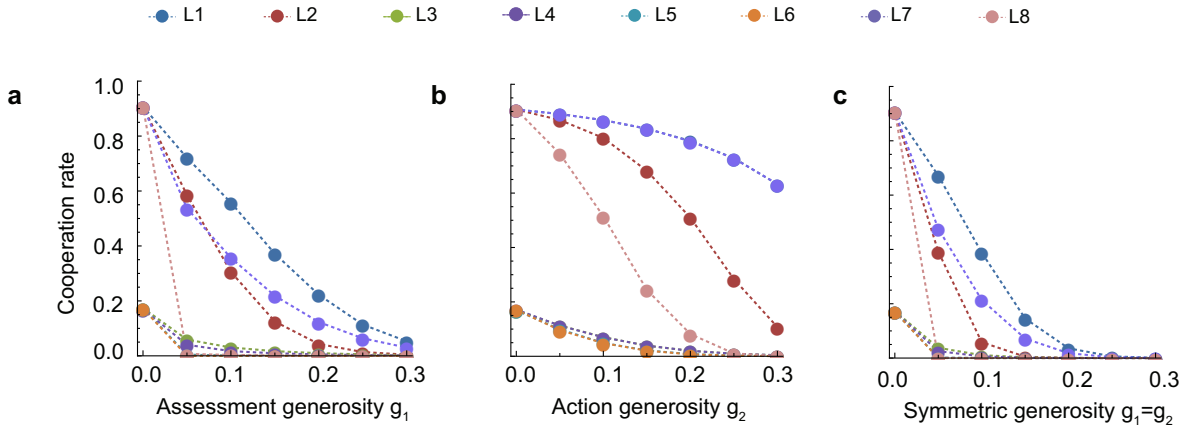 L1 L2 L3 L4 L5 L6 L7 L8
a b c
Cooperation rate
1.0
0.8
0.6
0.4
0.2
0.0
0.0 0.1 0.2 0.3 0.0 0.1 0.2 0.3 0.0 0.1 0.2 0.3
Assessment generosity g₁ Action generosity g₂ Symmetric generosity g₁=g₂